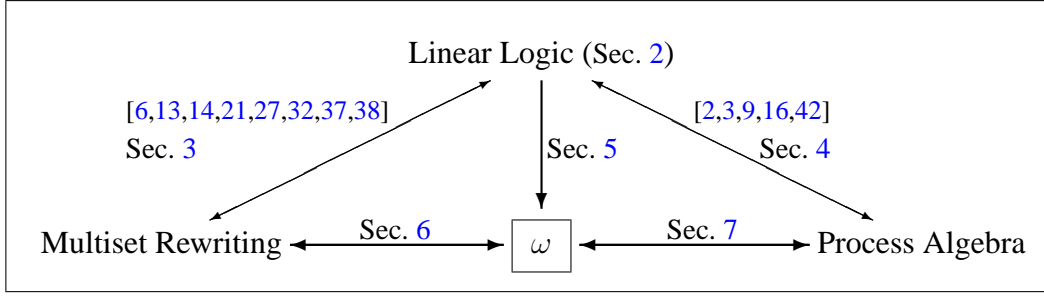 Linear Logic (Sec. 2)
[6,13,14,21,27,32,37,38]
Sec. 3
[2,3,9,16,42]
Sec. 4
Sec. 5
Multiset Rewriting
Sec. 6
ω
Sec. 7
Process Algebra